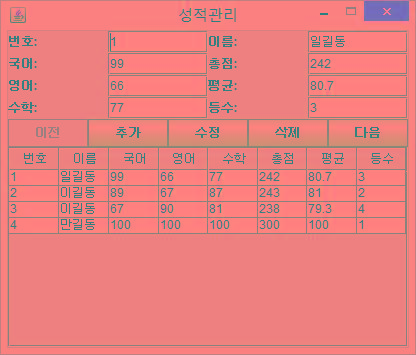 성적관리
번호: 1 이름: 일길동
국어: 99 총점: 242
영어: 66 평균: 80.7
수학: 77 등수: 3
이전 추가 수정 삭제 다음
번호 이름 국어 영어 수학 총점 평균 등수
1 일길동 99 66 77 242 80.7 3
2 이길동 89 67 87 243 81 2
3 이길동 67 90 81 238 79.3 4
4 만길동 100 100 100 300 100 1